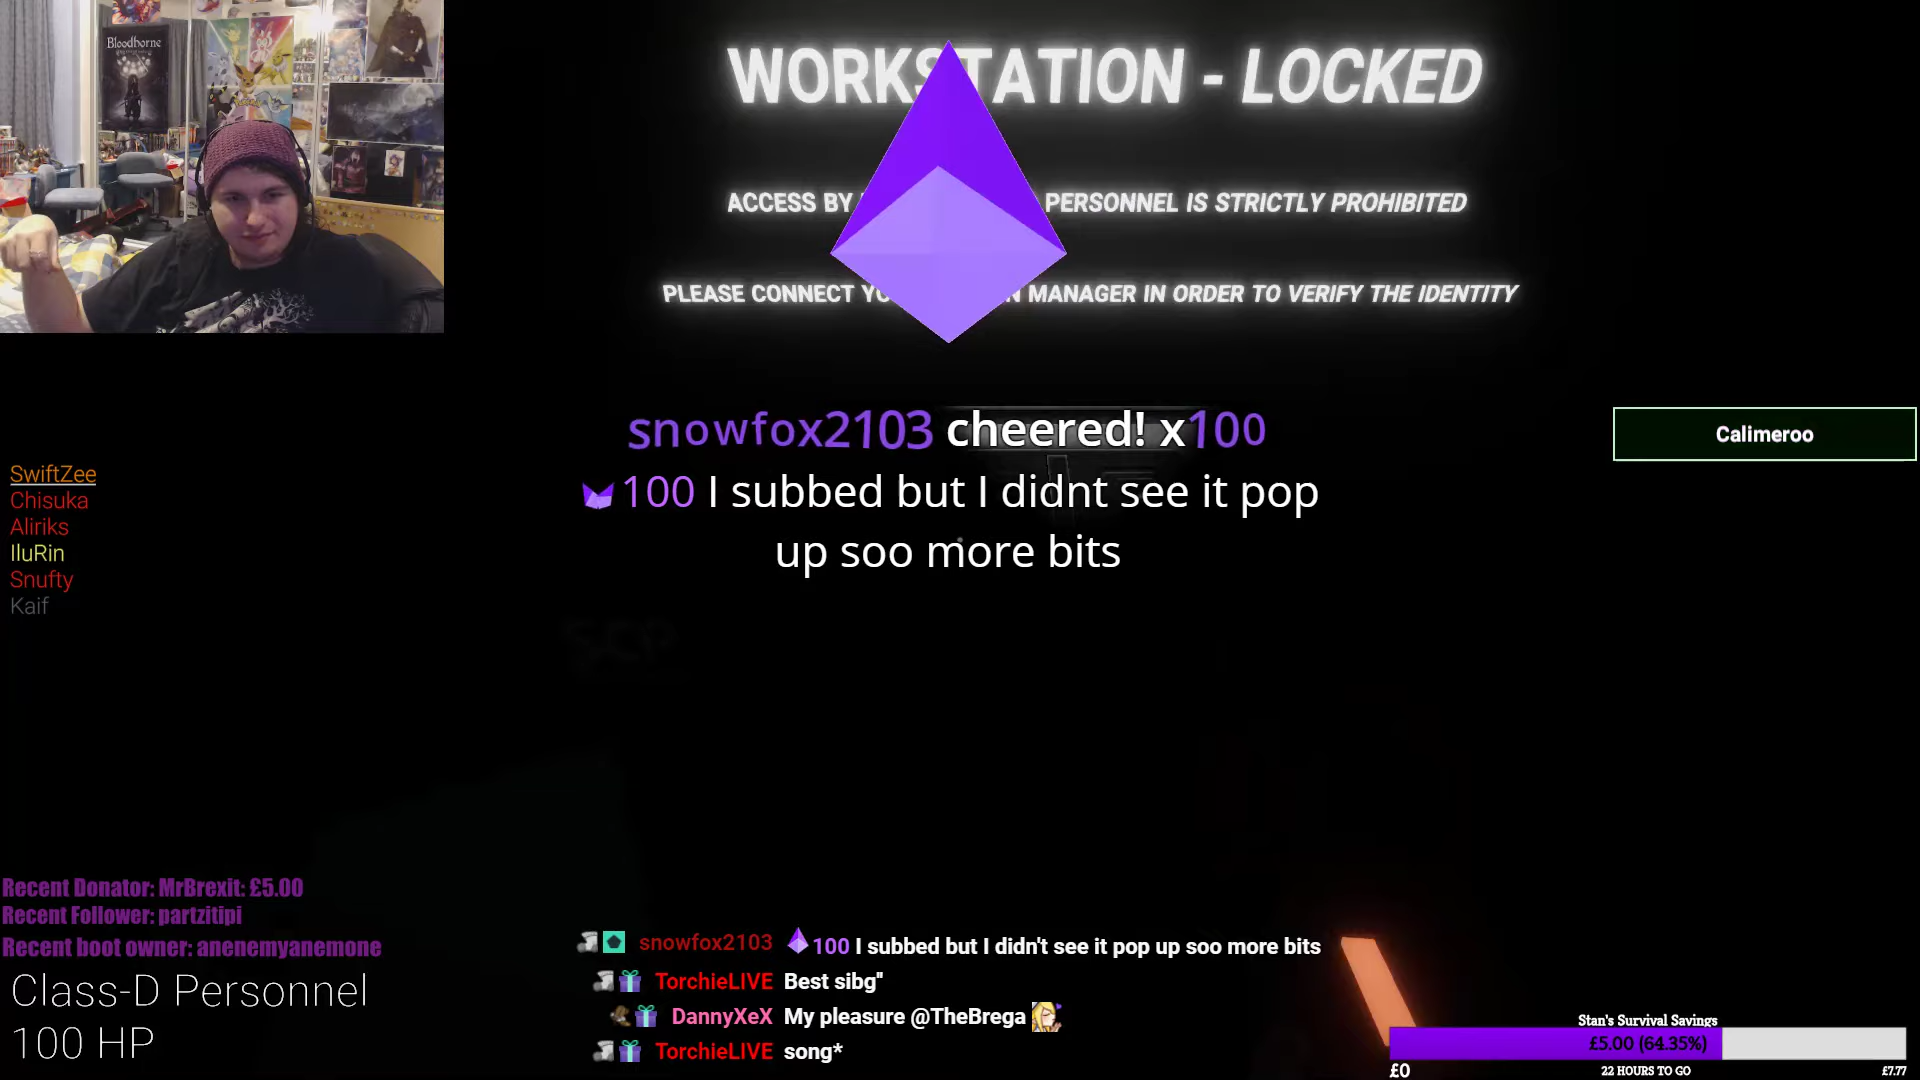 Bloodborne
WORKSTATION - LOCKED
ACCESS BY PERSONNEL IS STRICTLY PROHIBITED
PLEASE CONNECT MANAGER IN ORDER TO VERIFY THE IDENTITY
snowfox2103 cheered! x100
100 I subbed but I didnt see it pop
up soo more bits
Calimeroo
SwiftZee
Chisuka
Aliriks
IluRin
Snufty
Kaif
SCP
Recent Donator: MrBrexit: £5.00
Recent Follower: partzitipi
Recent boot owner: anenemyanemone
Class-D Personnel
100 HP
snowfox2103 100 I subbed but I didn't see it pop up soo more bits
TorchieLIVE Best sibg"
DannyXeX My pleasure @TheBrega
TorchieLIVE song*
Stan's Survival Savings
£5.00 (64.35%)
£0 22 HOURS TO GO £7.77